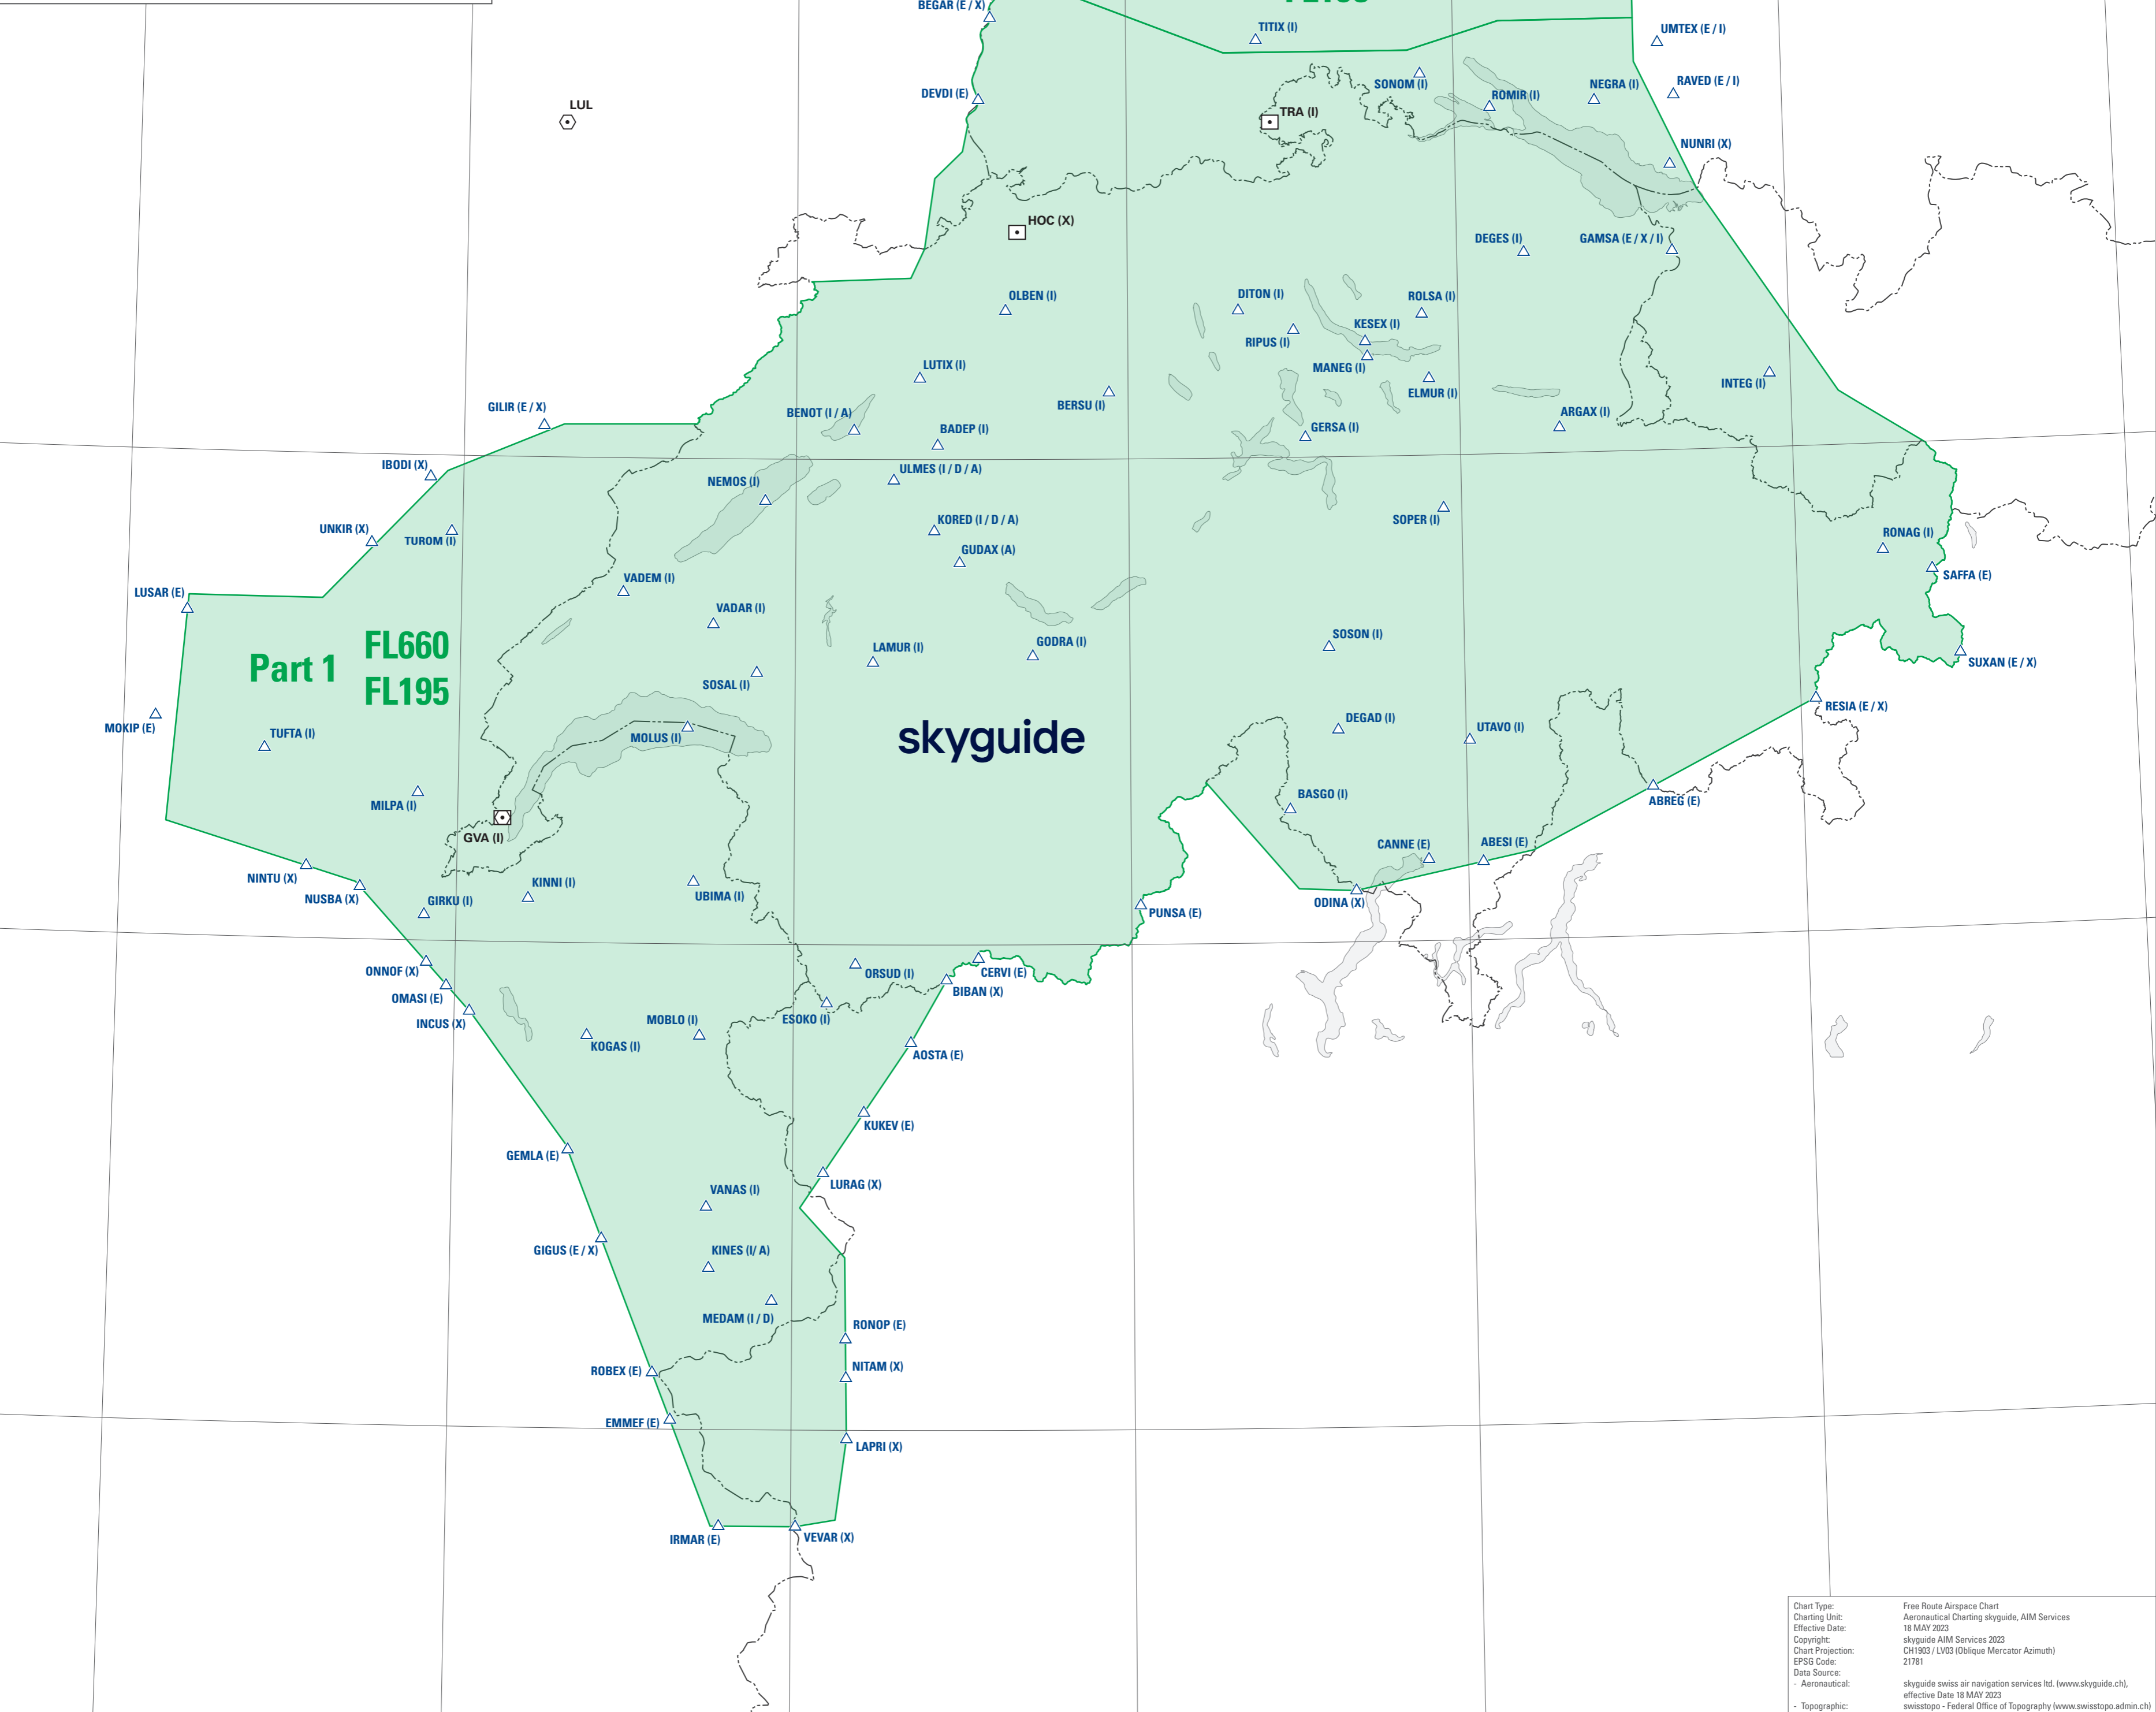 BEGAR (E / X)
TITIX (I)
UMTEX (E / I)
SONOM (I)
RAVED (E / I)
NEGRA (I)
DEVDI (E)
ROMIR (I)
LUL
TRA (I)
NUNRI (X)
HOC (X)
DEGES (I)
GAMSA (E / X / I)
OLBEN (I)
DITON (I)
ROLSA (I)
KESEX (I)
RIPUS (I)
LUTIX (I)
MANEG (I)
INTEG (I)
ELMUR (I)
BERSU (I)
GILIR (E / X)
BENOT (I / A)
ARGAX (I)
BADEP (I)
GERSA (I)
IBODI (X)
ULMES (I / D / A)
NEMOS (I)
KORED (I / D / A)
SOPER (I)
UNKIR (X)
TUROM (I)
RONAG (I)
GUDAX (A)
SAFFA (E)
VADEM (I)
LUSAR (E)
VADAR (I)
SOSON (I)
GODRA (I)
LAMUR (I)
Part 1
FL660
FL195
SUXAN (E / X)
SOSAL (I)
RESIA (E / X)
DEGAD (I)
MOKIP (E)
UTAVO (I)
TUFTA (I)
MOLUS (I)
skyguide
BASGO (I)
MILPA (I)
ABREG (E)
GVA (I)
CANNE (E)
ABESI (E)
NINTU (X)
KINNI (I)
NUSBA (X)
GIRKU (I)
UBIMA (I)
ODINA (X)
PUNSA (E)
ONNOF (X)
ORSUD (I)
CERVI (E)
BIBAN (X)
OMASI (E)
INCUS (X)
MOBLO (I)
ESOKO (I)
KOGAS (I)
AOSTA (E)
KUKEV (E)
GEMLA (E)
LURAG (X)
VANAS (I)
GIGUS (E / X)
KINES (I/ A)
MEDAM (I / D)
RONOP (E)
ROBEX (E)
NITAM (X)
EMMEF (E)
LAPRI (X)
IRMAR (E)
VEVAR (X)
Chart Type: Free Route Airspace Chart
Charting Unit: Aeronautical Charting skyguide, AIM Services
Effective Date: 18 MAY 2023
Copyright: skyguide AIM Services 2023
Chart Projection: CH1903 / LV03 (Oblique Mercator Azimuth)
EPSG Code: 21781
Data Source:
- Aeronautical: skyguide swiss air navigation services ltd. (www.skyguide.ch),
effective Date 18 MAY 2023
- Topographic: swisstopo - Federal Office of Topography (www.swisstopo.admin.ch)